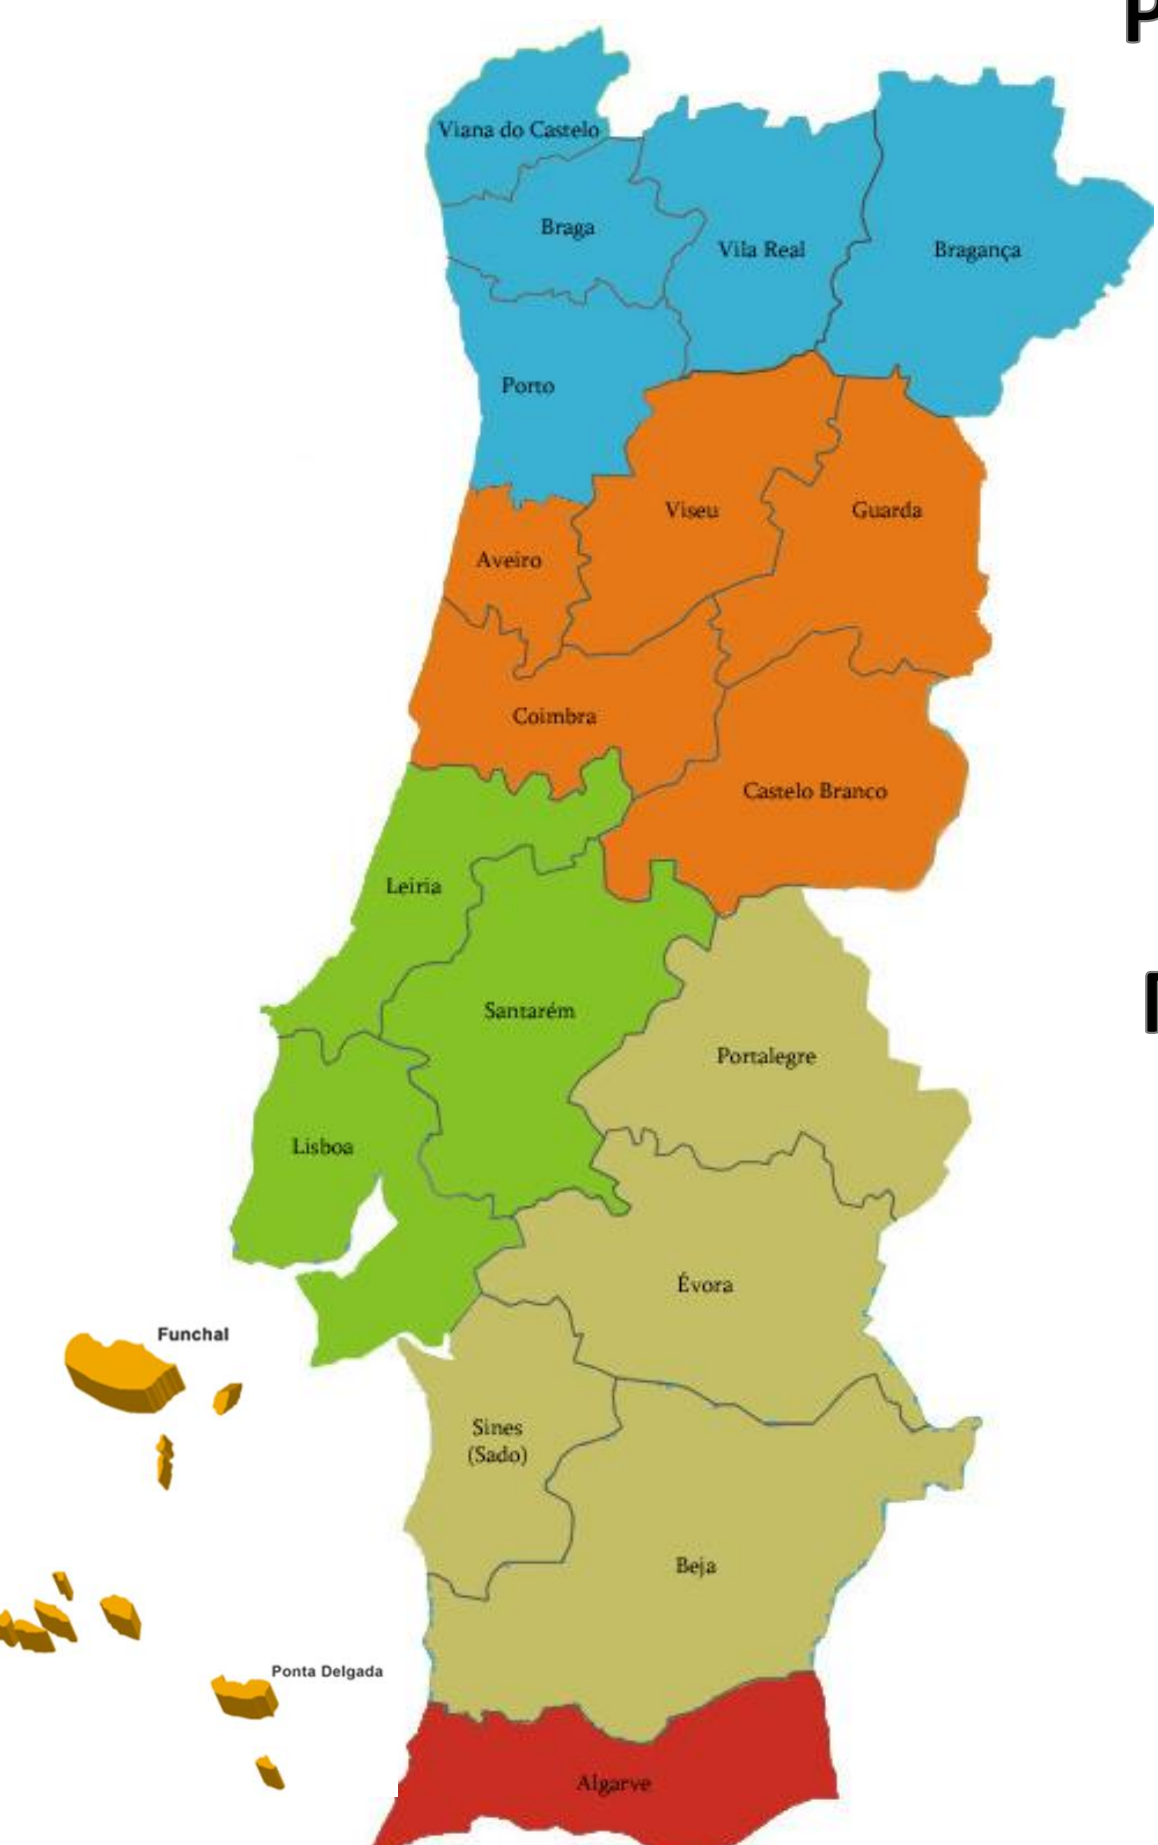 P
Viana do Castelo
Braga
Vila Real
Bragança
Porto
Viseu
Guarda
Aveiro
Coimbra
Castelo Branco
Leiria
Santarém
Portalegre
Lisboa
Évora
Funchal
Sines
(Sado)
Beja
Ponta Delgada
Algarve